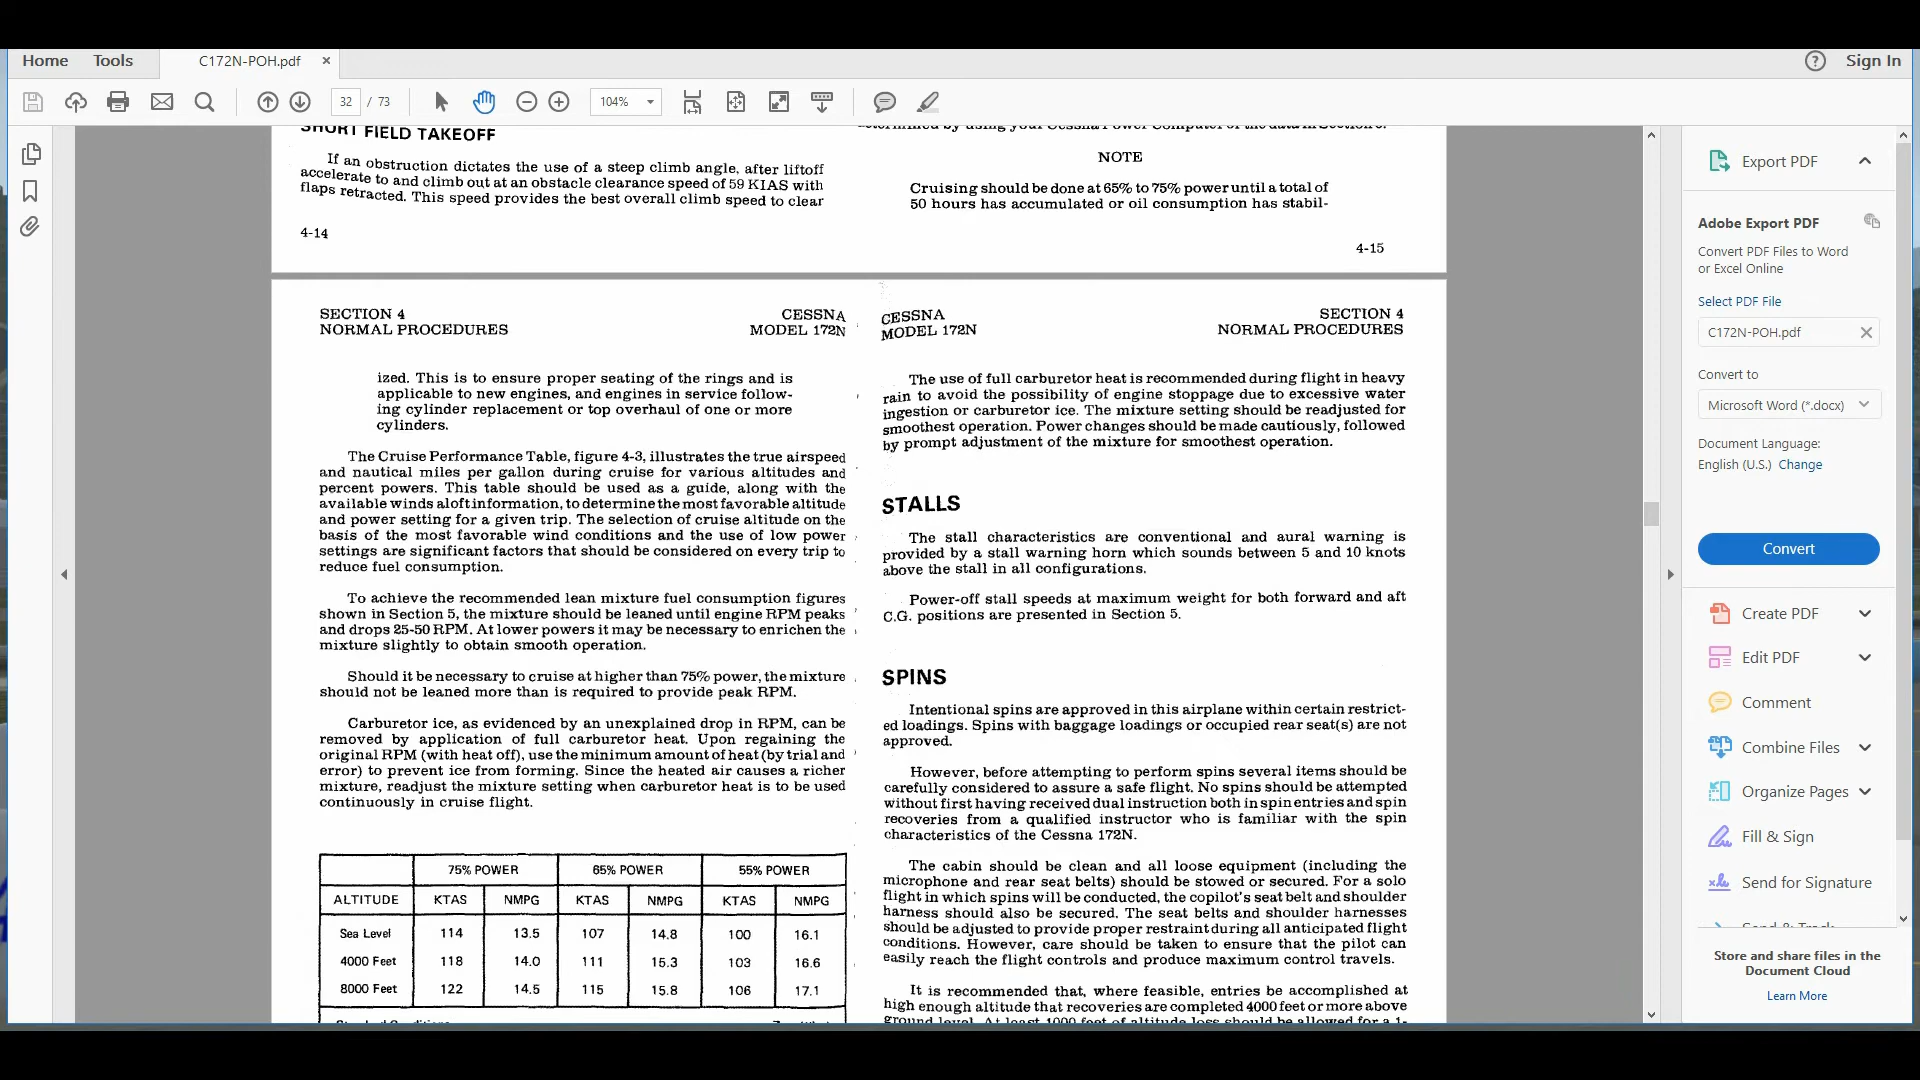 Home
Tools
C172N-POH.pdf
Sign In
32 / 73
104%
SHORT FIELD TAKEOFF
If an obstruction dictates the use of a steep climb angle, after liftoff
accelerate to and climb out at an obstacle clearance speed of 59 KIAS with
flaps retracted. This speed provides the best overall climb speed to clear
4-14
determined by using your Cessna Power Computer or the data in Section 5.
NOTE
Cruising should be done at 65% to 75% power until a total of
50 hours has accumulated or oil consumption has stabil-
4-15
SECTION 4
NORMAL PROCEDURES
CESSNA
MODEL 172N
ized. This is to ensure proper seating of the rings and is
applicable to new engines, and engines in service follow-
ing cylinder replacement or top overhaul of one or more
cylinders.
The Cruise Performance Table, figure 4-3, illustrates the true airspeed
and nautical miles per gallon during cruise for various altitudes and
percent powers. This table should be used as a guide, along with the
available winds aloft information, to determine the most favorable altitude
and power setting for a given trip. The selection of cruise altitude on the
basis of the most favorable wind conditions and the use of low power
settings are significant factors that should be considered on every trip to
reduce fuel consumption.
To achieve the recommended lean mixture fuel consumption figures
shown in Section 5, the mixture should be leaned until engine RPM peaks
and drops 25-50 RPM. At lower powers it may be necessary to enrichen the
mixture slightly to obtain smooth operation.
Should it be necessary to cruise at higher than 75% power, the mixture
should not be leaned more than is required to provide peak RPM.
Carburetor ice, as evidenced by an unexplained drop in RPM, can be
removed by application of full carburetor heat. Upon regaining the
original RPM (with heat off), use the minimum amount of heat (by trial and
error) to prevent ice from forming. Since the heated air causes a richer
mixture, readjust the mixture setting when carburetor heat is to be used
continuously in cruise flight.
75% POWER 65% POWER 55% POWER
ALTITUDE KTAS NMPG KTAS NMPG KTAS NMPG
Sea Level 114 13.5 107 14.8 100 16.1
4000 Feet 118 14.0 111 15.3 103 16.6
8000 Feet 122 14.5 115 15.8 106 17.1
CESSNA
MODEL 172N
SECTION 4
NORMAL PROCEDURES
The use of full carburetor heat is recommended during flight in heavy
rain to avoid the possibility of engine stoppage due to excessive water
ingestion or carburetor ice. The mixture setting should be readjusted for
smoothest operation. Power changes should be made cautiously, followed
by prompt adjustment of the mixture for smoothest operation.
STALLS
The stall characteristics are conventional and aural warning is
provided by a stall warning horn which sounds between 5 and 10 knots
above the stall in all configurations.
Power-off stall speeds at maximum weight for both forward and aft
C.G. positions are presented in Section 5.
SPINS
Intentional spins are approved in this airplane within certain restrict-
ed loadings. Spins with baggage loadings or occupied rear seat(s) are not
approved.
However, before attempting to perform spins several items should be
carefully considered to assure a safe flight. No spins should be attempted
without first having received dual instruction both in spin entries and spin
recoveries from a qualified instructor who is familiar with the spin
characteristics of the Cessna 172N.
The cabin should be clean and all loose equipment (including the
microphone and rear seat belts) should be stowed or secured. For a solo
flight in which spins will be conducted, the copilot's seat belt and shoulder
harness should also be secured. The seat belts and shoulder harnesses
should be adjusted to provide proper restraint during all anticipated flight
conditions. However, care should be taken to ensure that the pilot can
easily reach the flight controls and produce maximum control travels.
It is recommended that, where feasible, entries be accomplished at
high enough altitude that recoveries are completed 4000 feet or more above
ground level. At least 1000 feet of altitude loss should be allowed for a 1-
Export PDF
Adobe Export PDF
Convert PDF Files to Word
or Excel Online
Select PDF File
C172N-POH.pdf
Convert to
Microsoft Word (*.docx)
Document Language:
English (U.S.) Change
Convert
Create PDF
Edit PDF
Comment
Combine Files
Organize Pages
Fill & Sign
Send for Signature
Send & Track
Store and share files in the
Document Cloud
Learn More